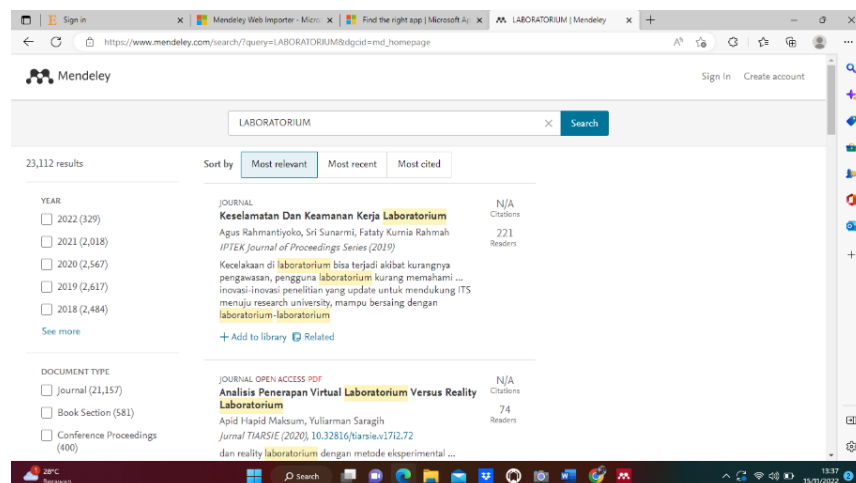 Sign in
Mendeley Web Importer - Micro
Find the right app | Microsoft Ap
LABORATORIUM | Mendeley
https://www.mendeley.com/search/?query=LABORATORIUM&dgcid=md_homepage
Mendeley
Sign In Create account
LABORATORIUM
Search
23,112 results
Sort by Most relevant Most recent Most cited
YEAR
2022 (329)
2021 (2,018)
2020 (2,567)
2019 (2,617)
2018 (2,484)
See more
DOCUMENT TYPE
Journal (21,157)
Book Section (581)
Conference Proceedings
(400)
JOURNAL
Keselamatan Dan Keamanan Kerja Laboratorium
Agus Rahmantiyoko, Sri Sunarmi, Fataty Kurnia Rahmah
IPTEK Journal of Proceedings Series (2019)
Kecelakaan di laboratorium bisa terjadi akibat kurangnya
pengawasan, pengguna laboratorium kurang memahami ...
inovasi-inovasi penelitian yang update untuk mendukung ITS
menuju research university, mampu bersaing dengan
laboratorium-laboratorium
Add to library Related
N/A
Citations
221
Readers
JOURNAL OPEN ACCESS PDF
Analisis Penerapan Virtual Laboratorium Versus Reality
Laboratorium
Apid Hapid Maksum, Yuliarman Saragih
Jurnal TIARSIE (2020), 10.32816/tiarsie.v17i2.72
dan reality laboratorium dengan metode eksperimental ...
N/A
Citations
74
Readers
28°C
Berawan
Search
13:37
15/11/2022
2